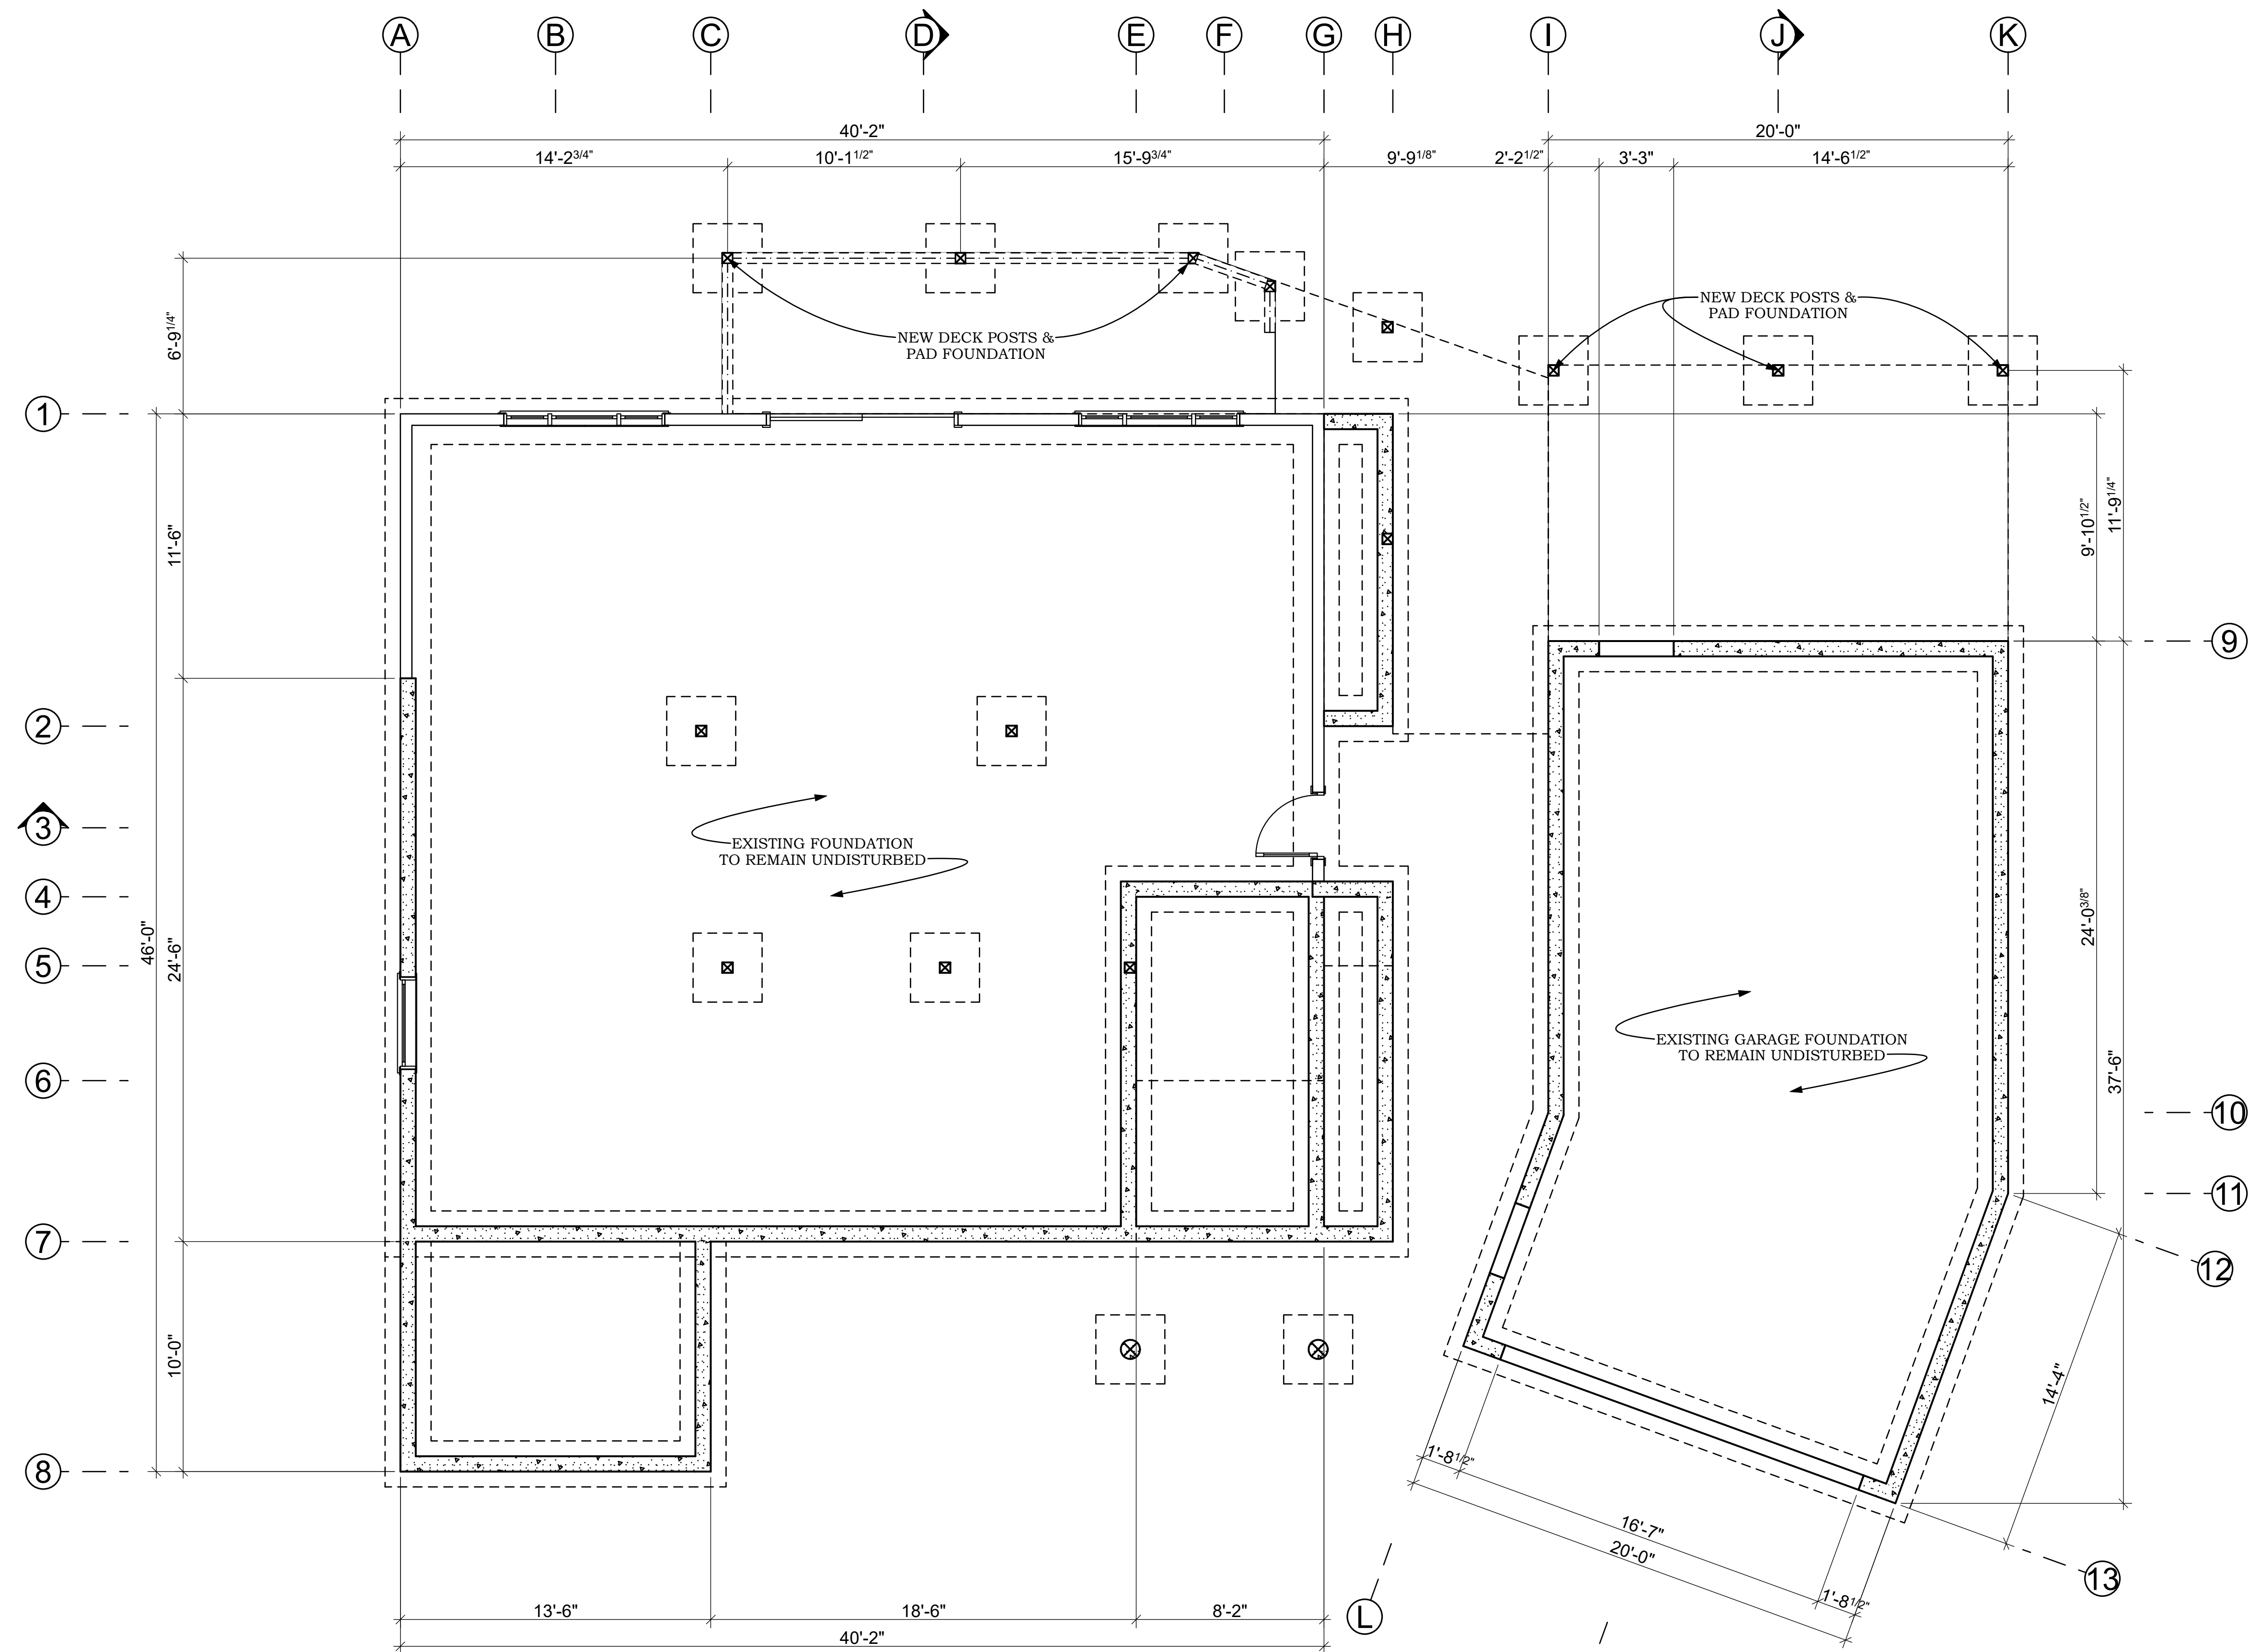 A B C D E F G H I J K
40'-2" 20'-0"
14'-2 3/4" 10'-1 1/2" 15'-9 3/4" 9'-9 1/8" 2'-2 1/2" 3'-3" 14'-6 1/2"
6'-9 1/4"
NEW DECK POSTS &
PAD FOUNDATION
NEW DECK POSTS &
PAD FOUNDATION
1
11'-6"
9'-10 1/2"
11'-9 1/4"
9
2
3
EXISTING FOUNDATION
TO REMAIN UNDISTURBED
4
46'-0"
24'-6"
24'-0 3/8"
5
EXISTING GARAGE FOUNDATION
TO REMAIN UNDISTURBED
6
37'-6"
10
11
7
12
10'-0"
14'-4"
8
1'-8 1/2"
16'-7"
20'-0"
1'-8 1/2"
13
13'-6" 18'-6" 8'-2"
L
40'-2"